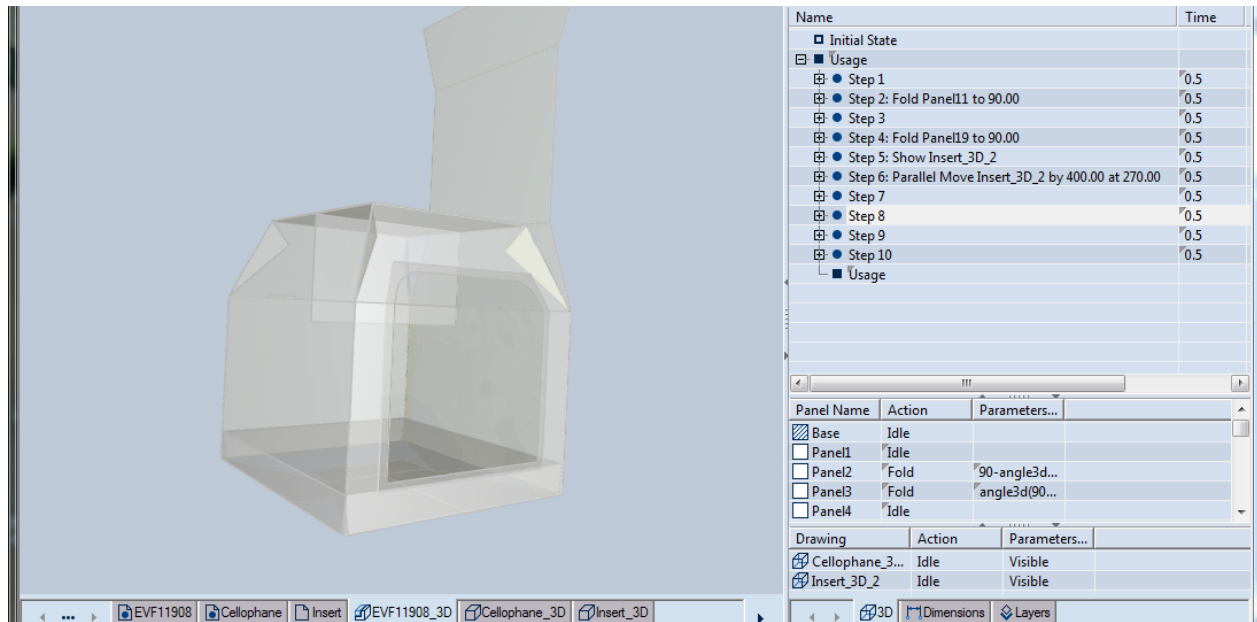 Name Time
Initial State
Usage
Step 1 0.5
Step 2: Fold Panel11 to 90.00 0.5
Step 3 0.5
Step 4: Fold Panel19 to 90.00 0.5
Step 5: Show Insert_3D_2 0.5
Step 6: Parallel Move Insert_3D_2 by 400.00 at 270.00 0.5
Step 7 0.5
Step 8 0.5
Step 9 0.5
Step 10 0.5
Usage
Panel Name Action Parameters...
Base Idle
Panel1 Idle
Panel2 Fold 90-angle3d...
Panel3 Fold angle3d(90...
Panel4 Idle
Drawing Action Parameters...
Cellophane_3... Idle Visible
Insert_3D_2 Idle Visible
... EVF11908 Cellophane Insert EVF11908_3D Cellophane_3D Insert_3D 3D Dimensions Layers